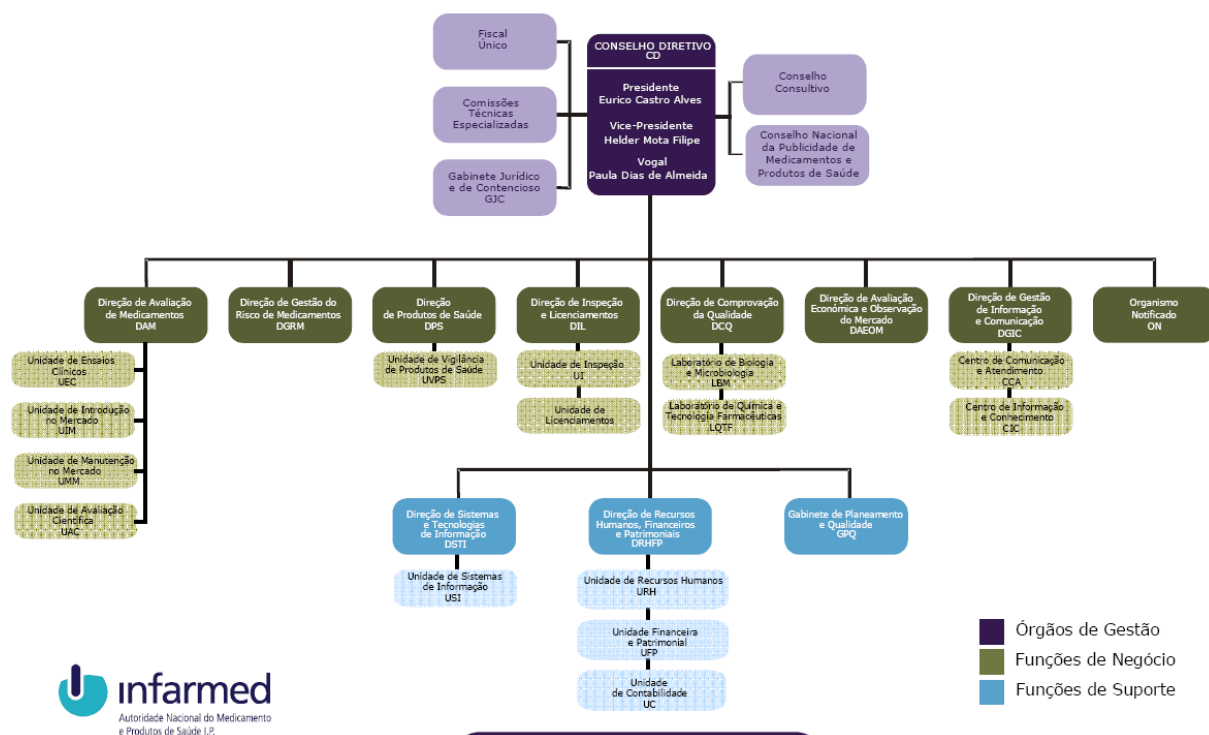 Fiscal
Único
CONSELHO DIRETIVO
CD
Presidente
Eurico Castro Alves
Vice-Presidente
Helder Mota Filipe
Vogal
Paula Dias de Almeida
Comissões
Técnicas
Especializadas
Gabinete Jurídico
e de Contencioso
GJC
Conselho
Consultivo
Conselho Nacional
da Publicidade de
Medicamentos e
Produtos de Saúde
Direção de Avaliação
de Medicamentos
DAM
Direção de Gestão do
Risco de Medicamentos
DGRM
Direção
de Produtos de Saúde
DPS
Direção de Inspeção
e Licenciamentos
DIL
Direção de Comprovação
da Qualidade
DCQ
Direção de Avaliação
Económica e Observação
do Mercado
DAEOM
Direção de Gestão
de Informação
e Comunicação
DGIC
Organismo
Notificado
ON
Unidade de Ensaios
Clínicos
UEC
Unidade de Introdução
no Mercado
UIM
Unidade de Manutenção
no Mercado
UMM
Unidade de Avaliação
Científica
UAC
Unidade de Vigilância
de Produtos de Saúde
UVPS
Unidade de Inspeção
UI
Unidade de
Licenciamentos
Laboratório de Biologia
e Microbiologia
LBM
Laboratório de Química e
Tecnologia Farmacêuticas
LQTF
Centro de Comunicação
e Atendimento
CCA
Centro de Informação
e Conhecimento
CIC
Direção de Sistemas
e Tecnologias
de Informação
DSTI
Direção de Recursos
Humanos, Financeiros
e Patrimoniais
DRHFP
Gabinete de Planeamento
e Qualidade
GPQ
Unidade de Sistemas
de Informação
USI
Unidade de Recursos Humanos
URH
Unidade Financeira
e Patrimonial
UFP
Unidade
de Contabilidade
UC
Órgãos de Gestão
Funções de Negócio
Funções de Suporte
infarmed
Autoridade Nacional do Medicamento
e Produtos de Saúde I.P.